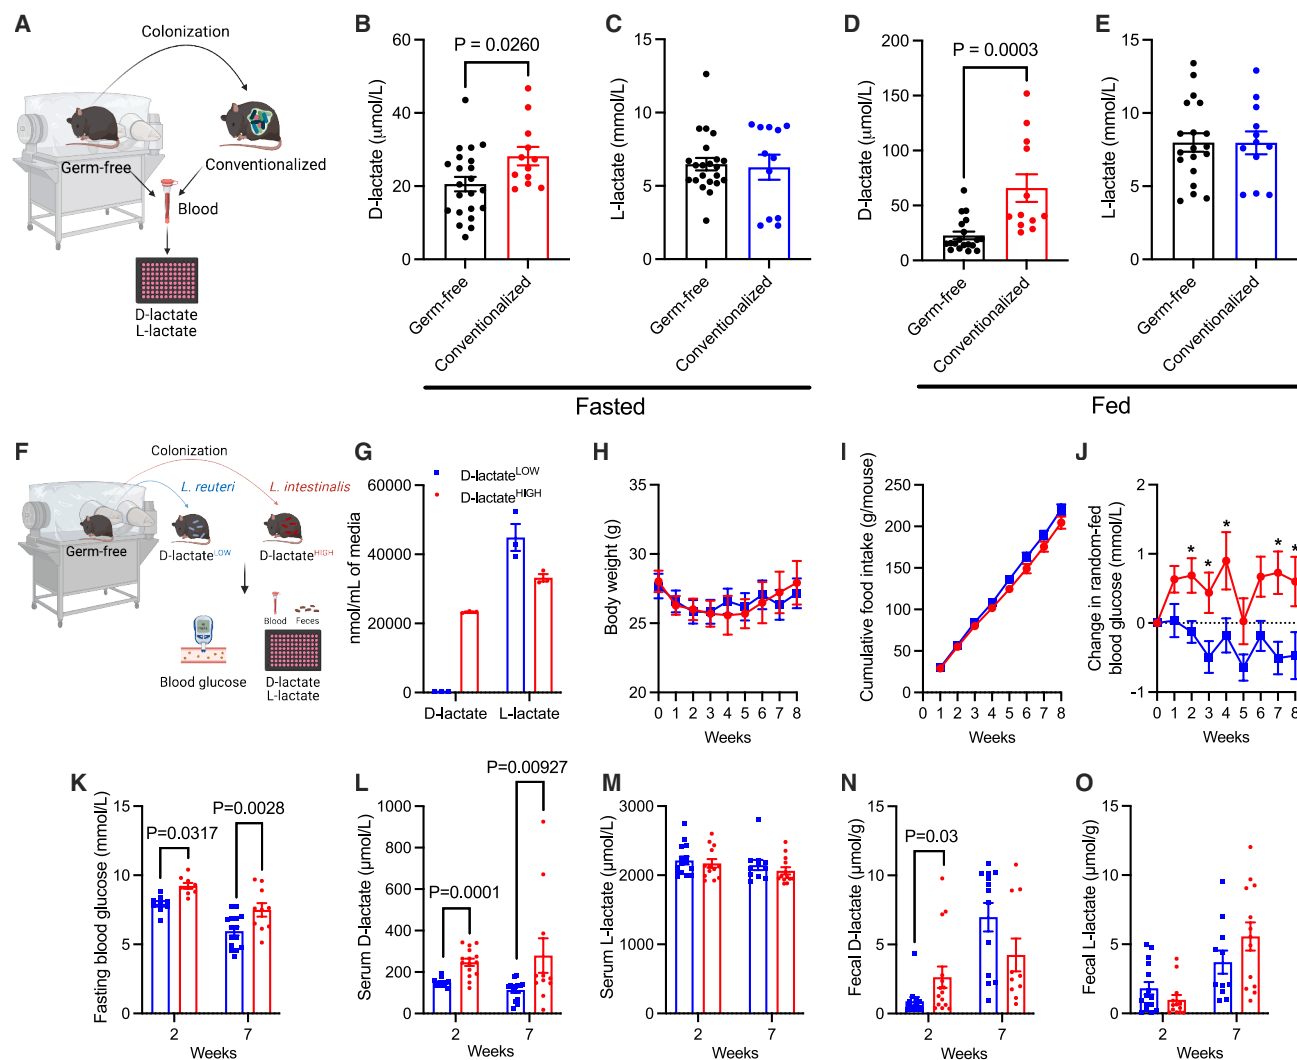 A
Colonization
Germ-free
Conventionalized
Blood
D-lactate
L-lactate
B
D-lactate (μmol/L)
60
40
20
0
P = 0.0260
Germ-free
Conventionalized
C
L-lactate (mmol/L)
15
10
5
0
Germ-free
Conventionalized
Fasted
D
D-lactate (μmol/L)
200
150
100
50
0
P = 0.0003
Germ-free
Conventionalized
E
L-lactate (mmol/L)
15
10
5
0
Germ-free
Conventionalized
Fed
F
Colonization
L. reuteri
L. intestinalis
Germ-free
D-lactateLOW
D-lactateHIGH
Blood
Feces
Blood glucose
D-lactate
L-lactate
G
D-lactateLOW
D-lactateHIGH
nmol/mL of media
60000
40000
20000
0
D-lactate
L-lactate
H
Body weight (g)
35
30
25
20
0 1 2 3 4 5 6 7 8
Weeks
I
Cumulative food intake (g/mouse)
250
200
150
100
50
0
0 1 2 3 4 5 6 7 8
Weeks
J
Change in random-fed
blood glucose (mmol/L)
2
1
0
-1
* * * * *
0 1 2 3 4 5 6 7 8
Weeks
K
Fasting blood glucose (mmol/L)
15
10
5
0
P=0.0317
P=0.0028
2 7
Weeks
L
Serum D-lactate (μmol/L)
1000
800
600
400
200
0
P=0.0001
P=0.00927
2 7
Weeks
M
Serum L-lactate (μmol/L)
3000
2000
1000
0
2 7
Weeks
N
Fecal D-lactate (μmol/g)
15
10
5
0
P=0.03
2 7
Weeks
O
Fecal L-lactate (μmol/g)
15
10
5
0
2 7
Weeks